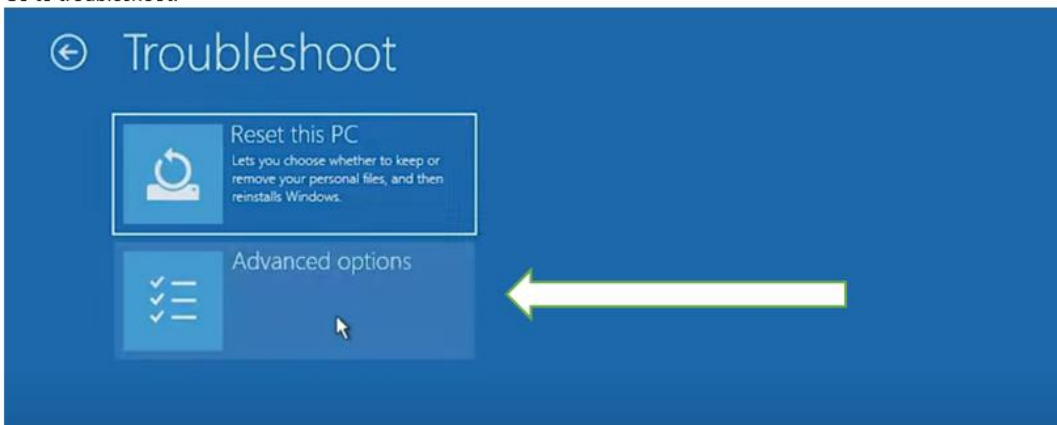 Go to troubleshoot.
Troubleshoot
Reset this PC
Lets you choose whether to keep or
remove your personal files, and then
reinstalls Windows.
Advanced options